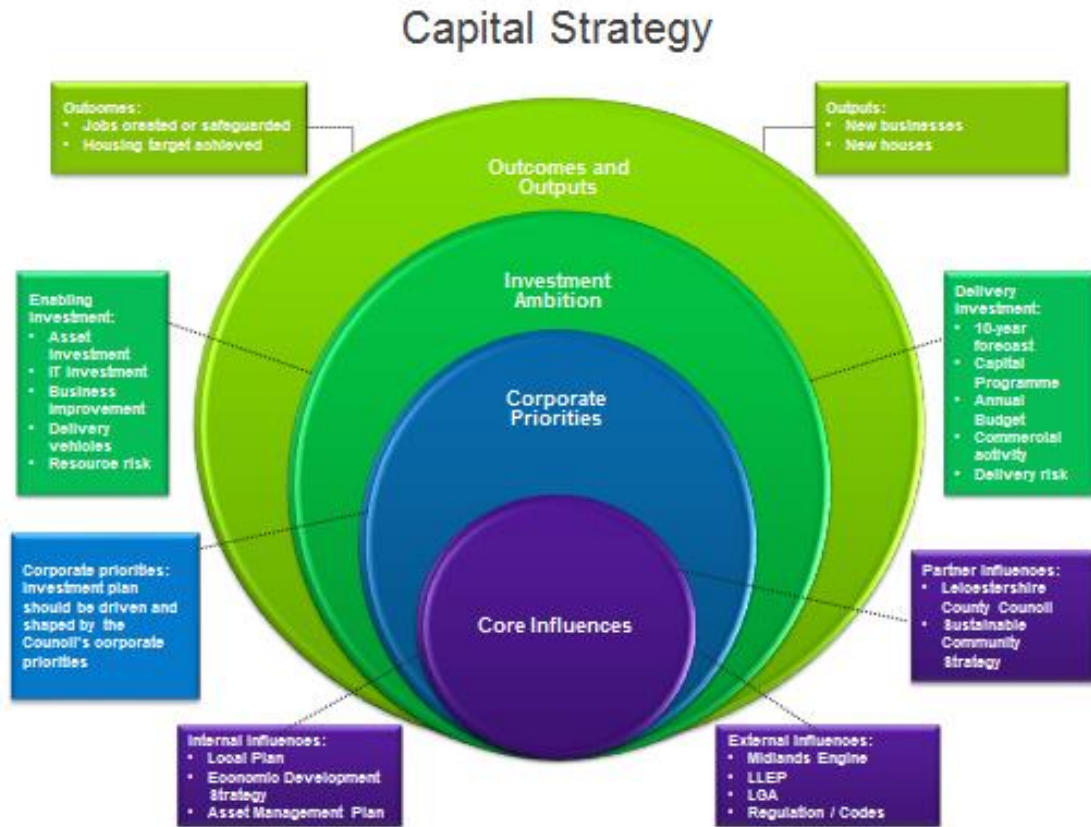 Capital Strategy
Outcomes:
• Jobs created or safeguarded
• Housing target achieved
Outputs:
• New businesses
• New houses
Outcomes and
Outputs
Investment
Ambition
Enabling
Investment:
• Asset
Investment
• IT Investment
• Business
Improvement
• Delivery
vehicles
• Resource risk
Delivery
Investment:
• 10-year
forecast
• Capital
Programme
• Annual
Budget
• Commercial
activity
• Delivery risk
Corporate
Priorities
Corporate priorities:
Investment plan
should be driven and
shaped by the
Council's corporate
priorities
Core Influences
Partner Influences:
• Leicestershire
County Council
• Sustainable
Community
Strategy
Internal Influences:
• Local Plan
• Economic Development
Strategy
• Asset Management Plan
External Influences:
• Midlands Engine
• LLEP
• LGA
• Regulation / Codes